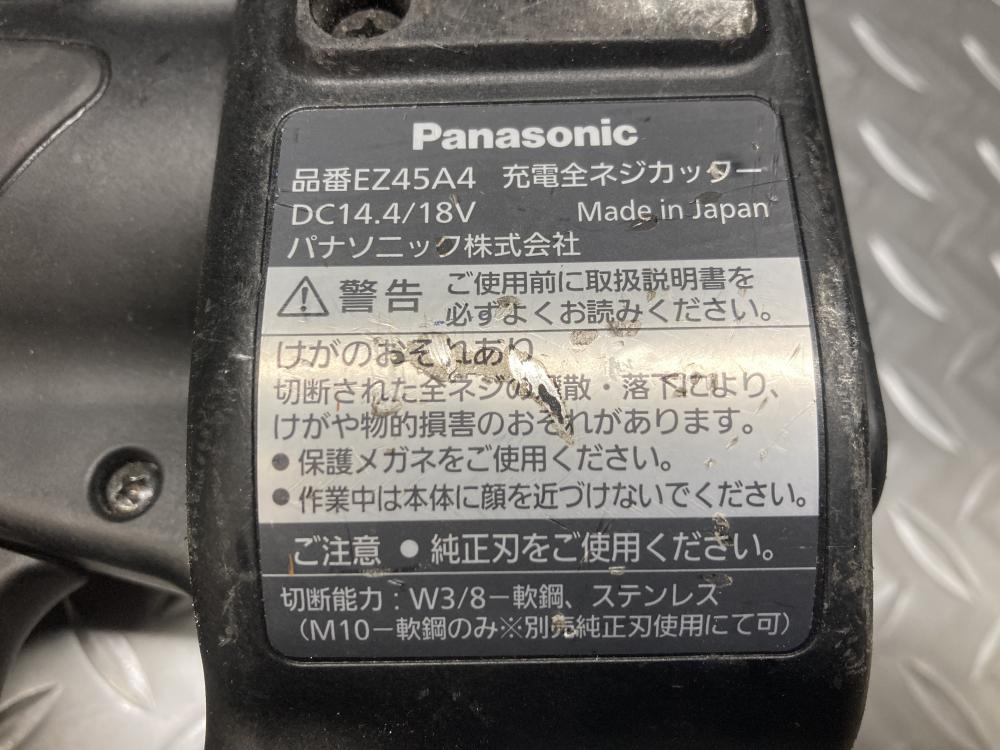 Panasonic
品番EZ45A4 充電全ネジカッター
DC14.4/18V Made in Japan
パナソニック株式会社
警告 ご使用前に取扱説明書を
必ずよくお読みください。
けがのおそれあり
切断された全ネジの散・落下により、
けがや物的損害のおそれがあります。
● 保護メガネをご使用ください。
● 作業中は本体に顔を近づけないでください。
ご注意 ● 純正刃をご使用ください。
切断能力：W3/8－軟鋼、ステンレス
（M10－軟鋼のみ※別売純正刃使用にて可）